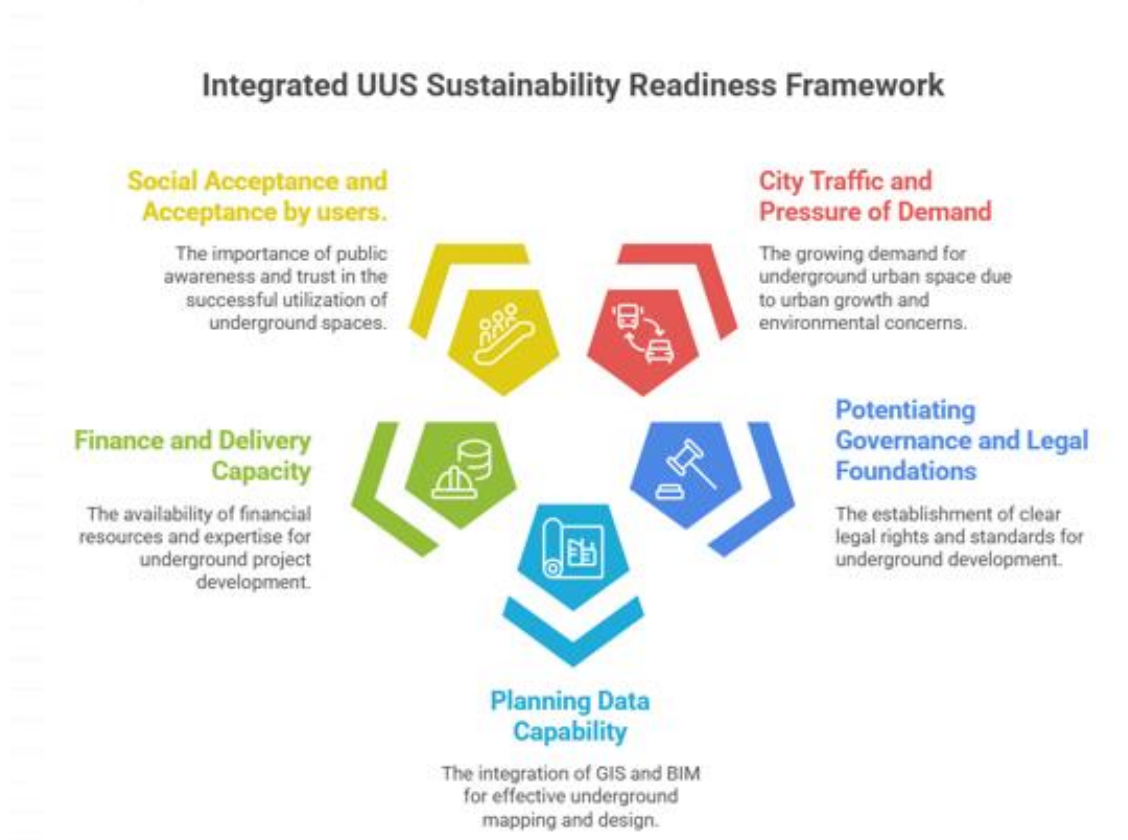 Integrated UUS Sustainability Readiness Framework
Social Acceptance and
Acceptance by users.
The importance of public
awareness and trust in the
successful utilization of
underground spaces.
City Traffic and
Pressure of Demand
The growing demand for
underground urban space due
to urban growth and
environmental concerns.
Finance and Delivery
Capacity
The availability of financial
resources and expertise for
underground project
development.
Potentiating
Governance and Legal
Foundations
The establishment of clear
legal rights and standards for
underground development.
Planning Data
Capability
The integration of GIS and BIM
for effective underground
mapping and design.